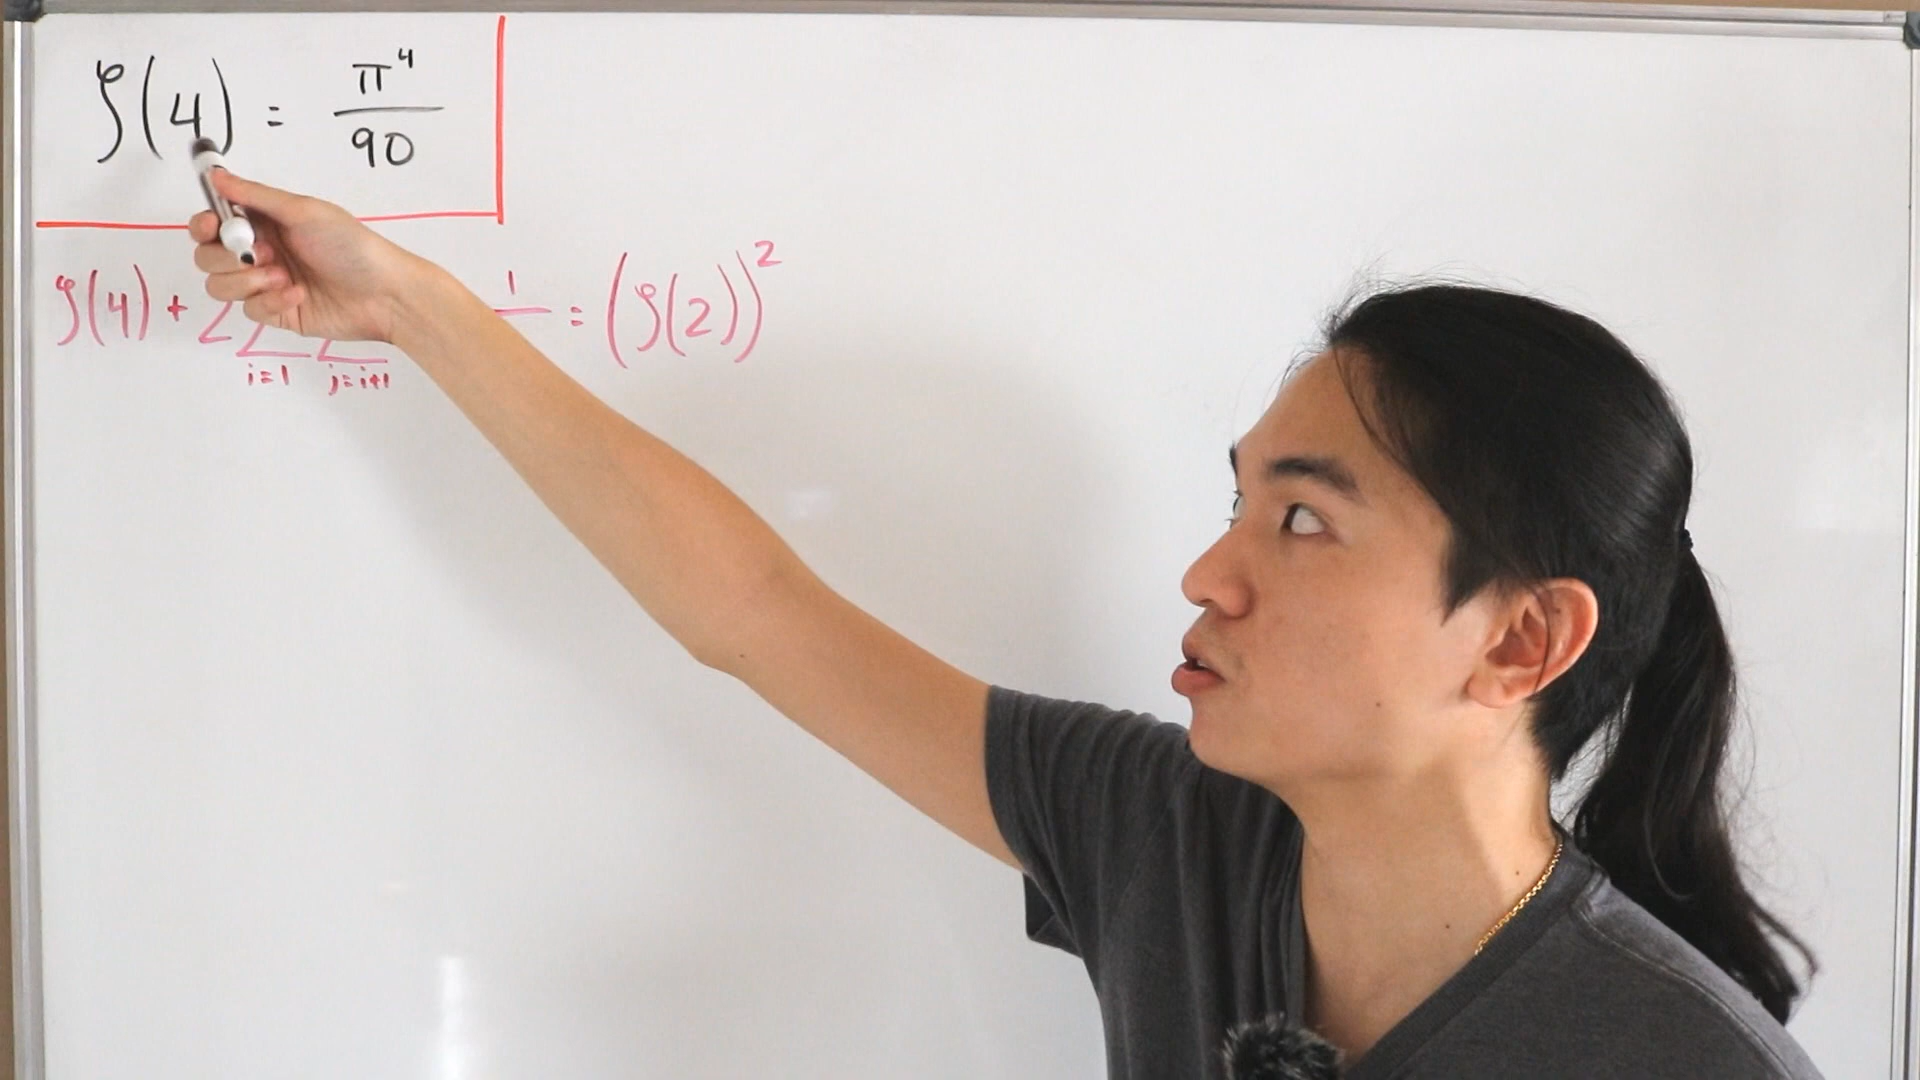 ζ(4) = π⁴/90
ζ(4) + 2 ∑ i=1 ∑ j=i+1 1/ = (ζ(2))²